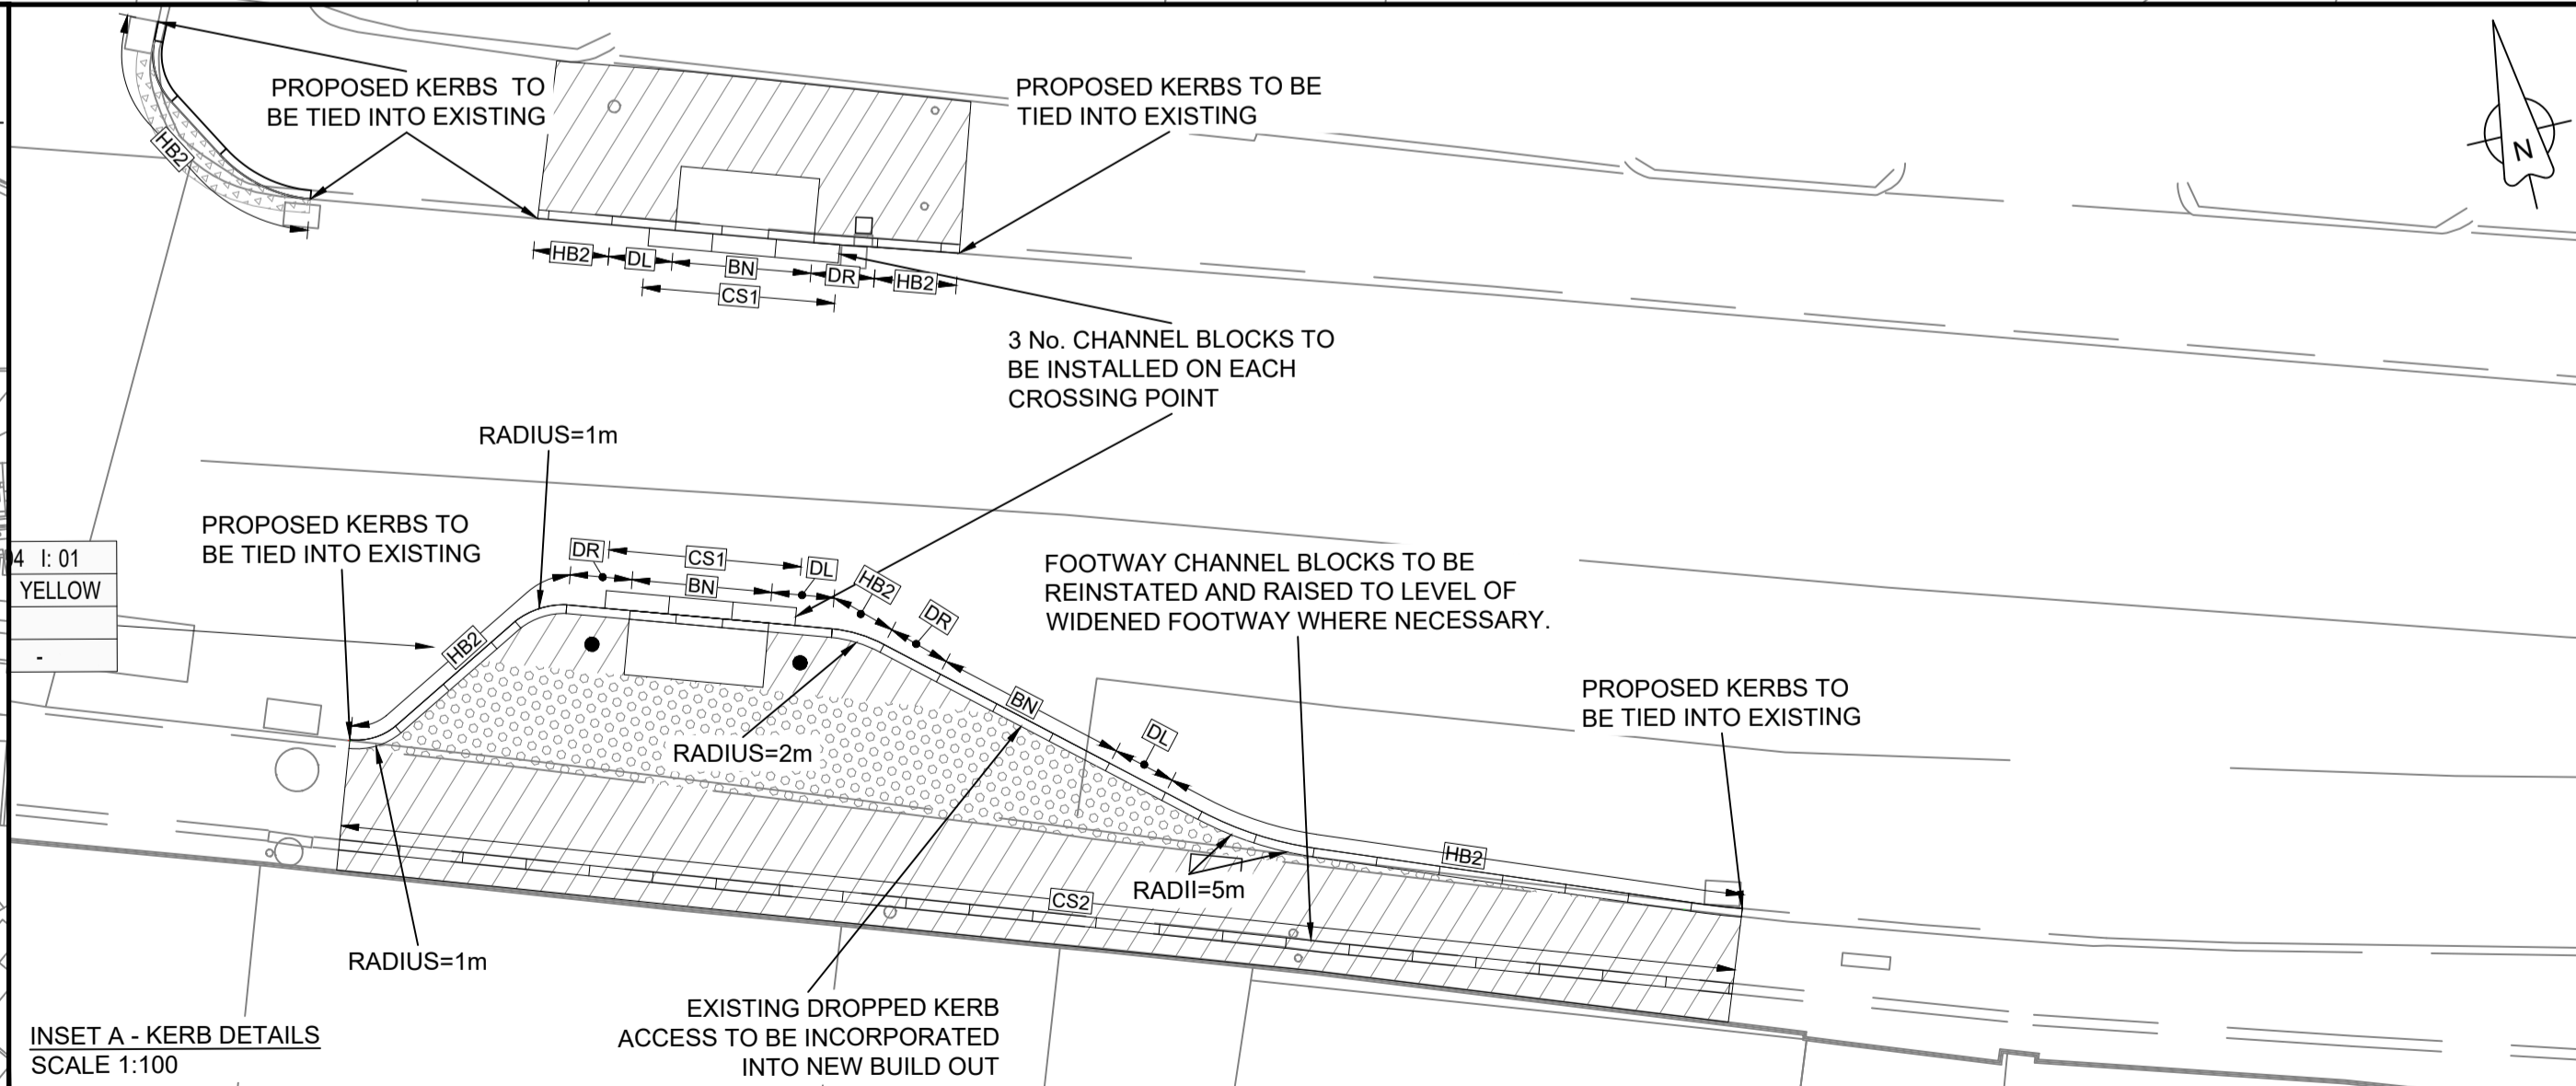 PROPOSED KERBS TO
BE TIED INTO EXISTING
PROPOSED KERBS TO BE
TIED INTO EXISTING
N
HB2
HB2
DL
BN
DR
HB2
CS1
3 No. CHANNEL BLOCKS TO
BE INSTALLED ON EACH
CROSSING POINT
RADIUS=1m
PROPOSED KERBS TO
BE TIED INTO EXISTING
04 I: 01
YELLOW
-
DR
CS1
DL
BN
HB2
DR
HB2
BN
DL
FOOTWAY CHANNEL BLOCKS TO BE
REINSTATED AND RAISED TO LEVEL OF
WIDENED FOOTWAY WHERE NECESSARY.
PROPOSED KERBS TO
BE TIED INTO EXISTING
RADIUS=2m
HB2
RADII=5m
CS2
RADIUS=1m
EXISTING DROPPED KERB
ACCESS TO BE INCORPORATED
INTO NEW BUILD OUT
INSET A - KERB DETAILS
SCALE 1:100